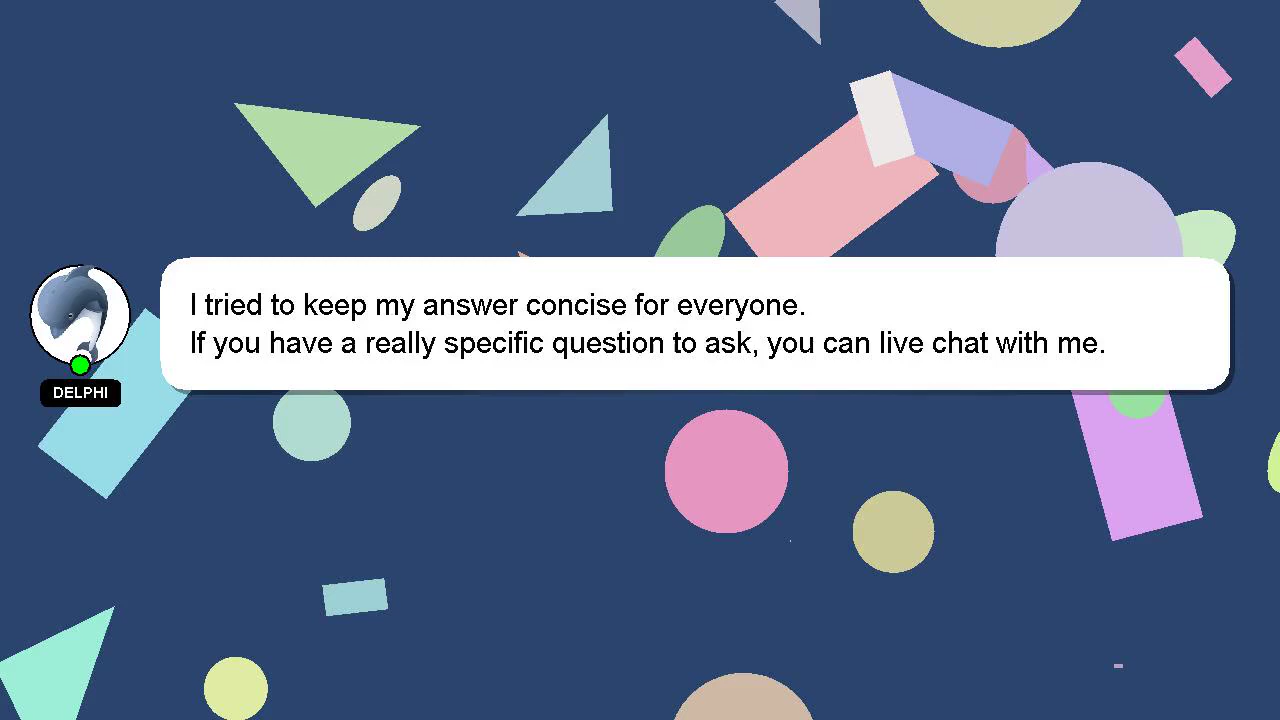 I tried to keep my answer concise for everyone.
If you have a really specific question to ask, you can live chat with me.
DELPHI